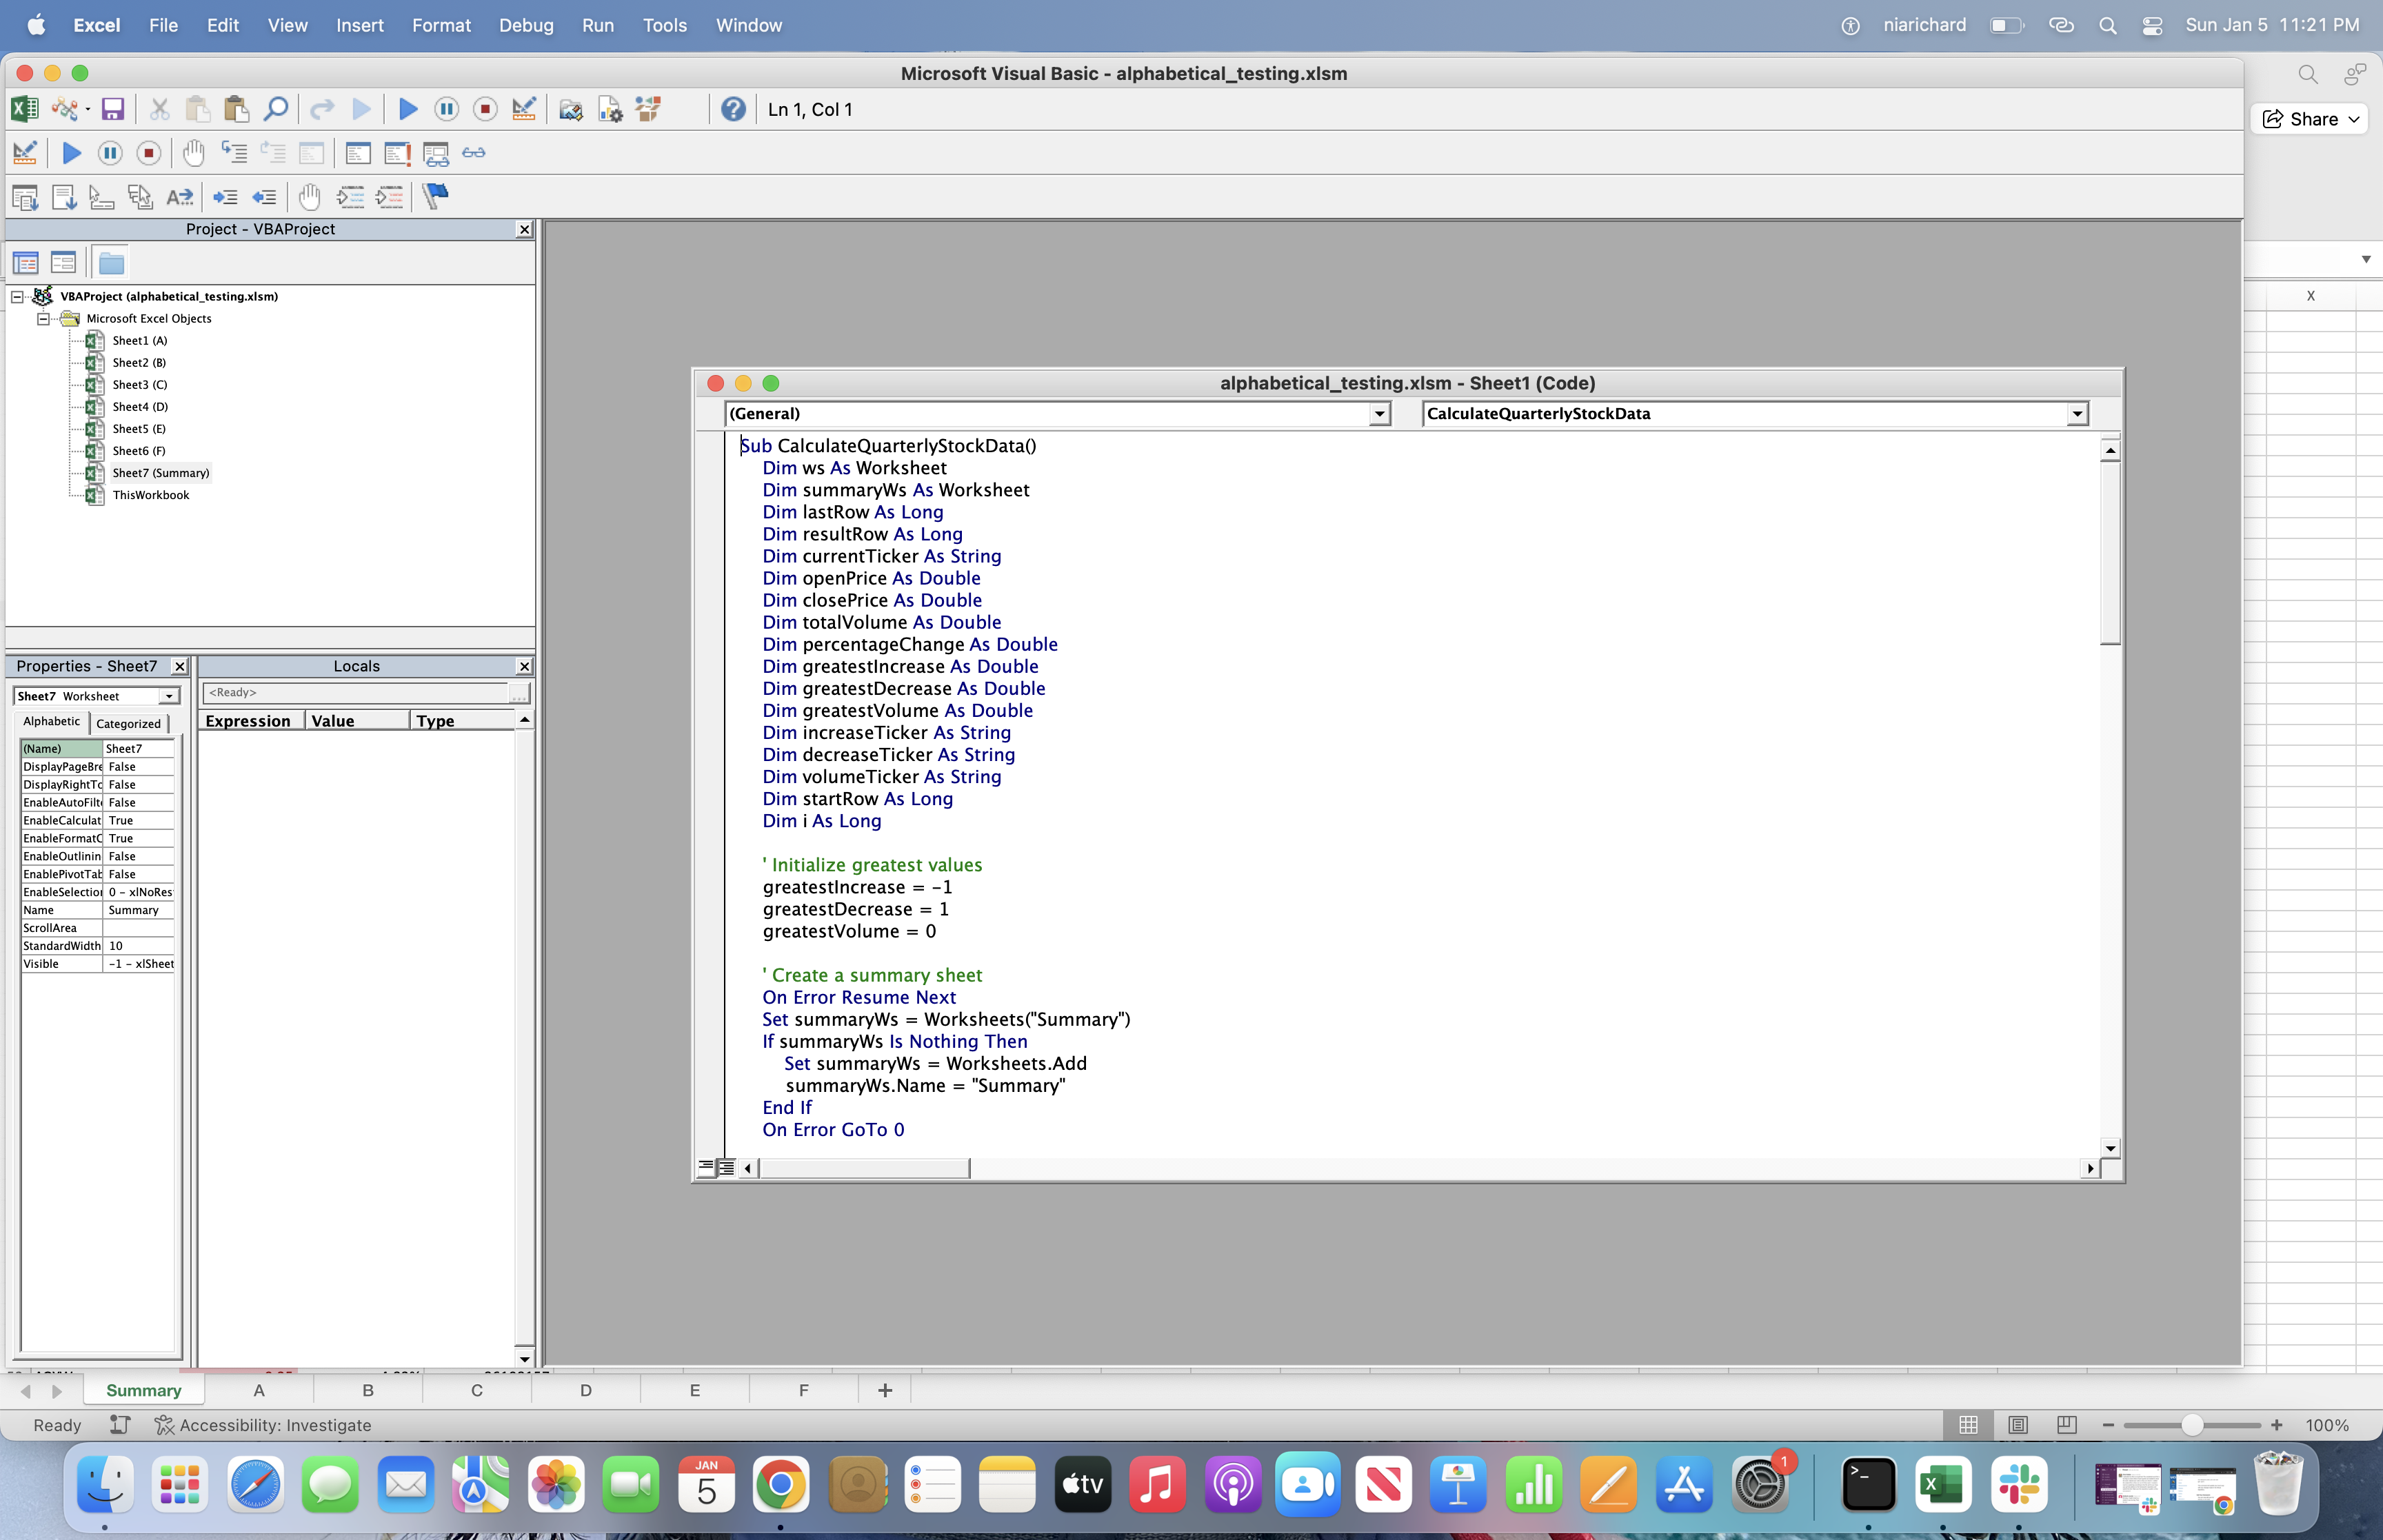 Excel File Edit View Insert Format Debug Run Tools Window niarichard Sun Jan 5 11:21 PM
Microsoft Visual Basic - alphabetical_testing.xlsm
Ln 1, Col 1
Share
Project - VBAProject
X
VBAProject (alphabetical_testing.xlsm)
Microsoft Excel Objects
Sheet1 (A)
Sheet2 (B)
Sheet3 (C)
Sheet4 (D)
Sheet5 (E)
Sheet6 (F)
Sheet7 (Summary)
ThisWorkbook
alphabetical_testing.xlsm - Sheet1 (Code)
(General) CalculateQuarterlyStockData
Sub CalculateQuarterlyStockData()
Dim ws As Worksheet
Dim summaryWs As Worksheet
Dim lastRow As Long
Dim resultRow As Long
Dim currentTicker As String
Dim openPrice As Double
Dim closePrice As Double
Dim totalVolume As Double
Dim percentageChange As Double
Dim greatestIncrease As Double
Dim greatestDecrease As Double
Dim greatestVolume As Double
Dim increaseTicker As String
Dim decreaseTicker As String
Dim volumeTicker As String
Dim startRow As Long
Dim i As Long
' Initialize greatest values
greatestIncrease = -1
greatestDecrease = 1
greatestVolume = 0
' Create a summary sheet
On Error Resume Next
Set summaryWs = Worksheets("Summary")
If summaryWs Is Nothing Then
Set summaryWs = Worksheets.Add
summaryWs.Name = "Summary"
End If
On Error GoTo 0
Properties - Sheet7
Sheet7 Worksheet
Alphabetic Categorized
(Name) Sheet7
DisplayPageBre False
DisplayRightTo False
EnableAutoFilt False
EnableCalculat True
EnableFormatC True
EnableOutlinin False
EnablePivotTab False
EnableSelection 0 - xlNoRes
Name Summary
ScrollArea
StandardWidth 10
Visible -1 - xlSheet
Locals
<Ready>
Expression Value Type
Summary A B C D E F
Ready Accessibility: Investigate 100%
JAN
5
tv
1